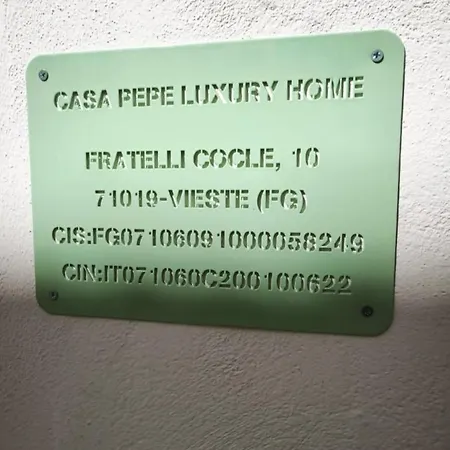 CASA PEPE LUXURY HOME
FRATELLI COCLE, 10
71019-VIESTE (FG)
CIS:FG07106091000058249
CIN:IT071060C200100622